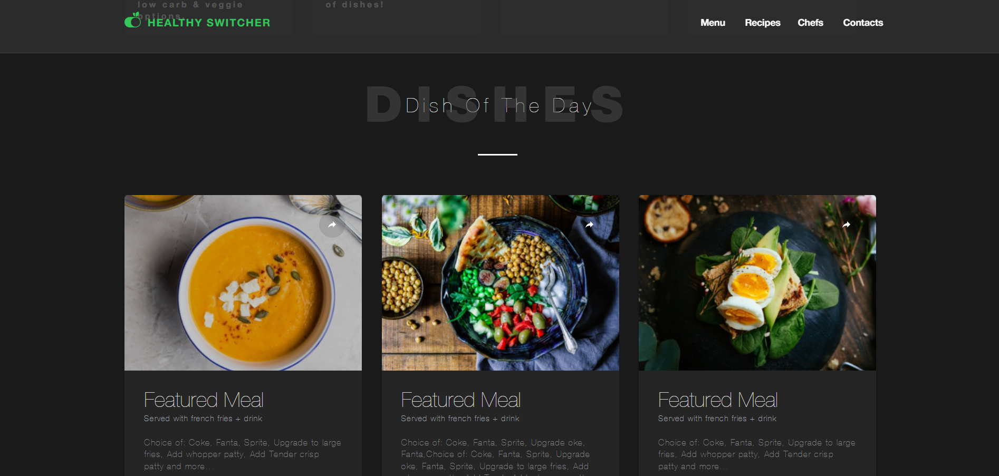 low carb & veggie
options.
of dishes!
HEALTHY SWITCHER
Menu
Recipes
Chefs
Contacts
DISHES
Dish Of The Day
Featured Meal
Served with french fries + drink
Choice of: Coke, Fanta, Sprite, Upgrade to large
fries, Add whopper patty, Add Tender crisp
patty and more...
Featured Meal
Served with french fries + drink
Choice of: Coke, Fanta, Sprite, Upgrade oke,
Fanta,Choice of: Coke, Fanta, Sprite, Upgrade
oke, Fanta, Sprite, Upgrade to large fries, Add
Featured Meal
Served with french fries + drink
Choice of: Coke, Fanta, Sprite, Upgrade to large
fries, Add whopper patty, Add Tender crisp
patty and more...